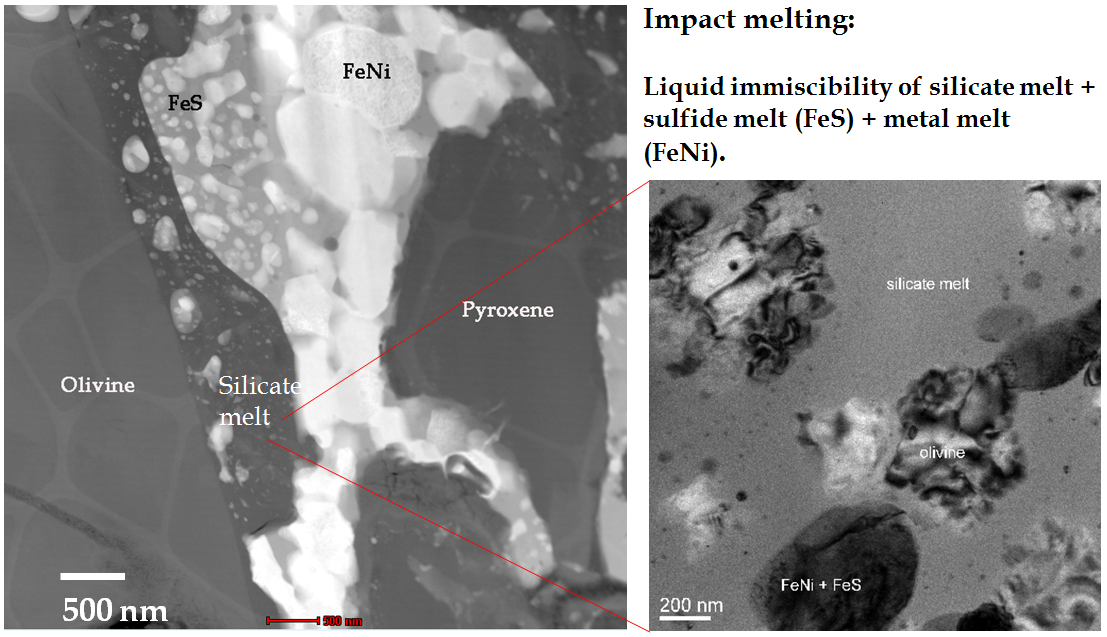 Impact melting:
Liquid immiscibility of silicate melt +
sulfide melt (FeS) + metal melt
(FeNi).
FeNi
FeS
Pyroxene
Olivine
Silicate
melt
500 nm
500 nm
silicate melt
olivine
FeNi + FeS
200 nm